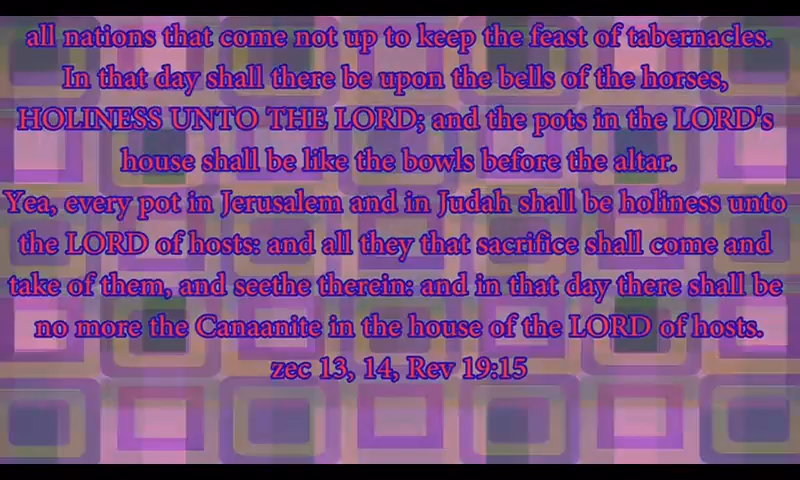 all nations that come not up to keep the feast of tabernacles.
In that day shall there be upon the bells of the horses,
HOLINESS UNTO THE LORD; and the pots in the LORD's
house shall be like the bowls before the altar.
Yea, every pot in Jerusalem and in Judah shall be holiness unto
the LORD of hosts: and all they that sacrifice shall come and
take of them, and seethe therein: and in that day there shall be
no more the Canaanite in the house of the LORD of hosts.
zec 13, 14, Rev 19:15